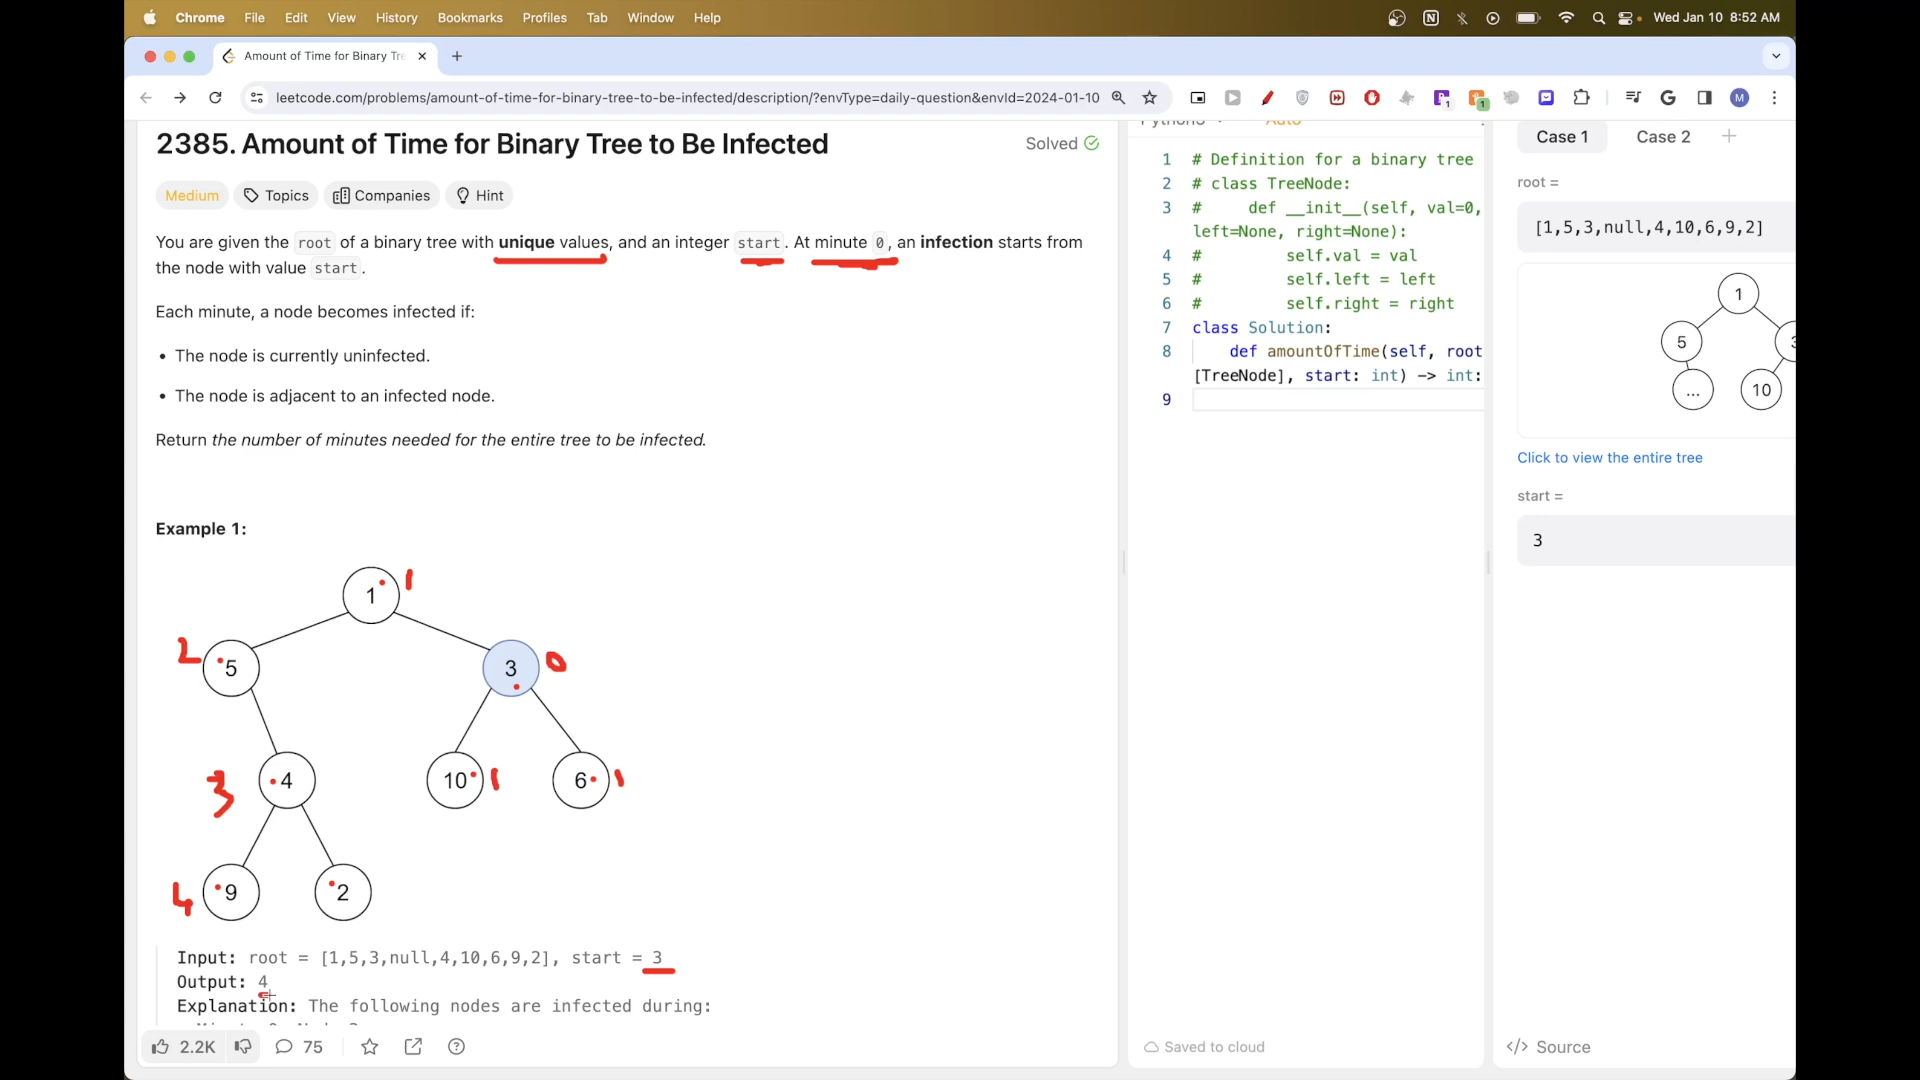 Chrome File Edit View History Bookmarks Profiles Tab Window Help Wed Jan 10 8:52 AM
Amount of Time for Binary Tre
leetcode.com/problems/amount-of-time-for-binary-tree-to-be-infected/description/?envType=daily-question&envId=2024-01-10
2385. Amount of Time for Binary Tree to Be Infected
Solved
Medium Topics Companies Hint
You are given the root of a binary tree with unique values, and an integer start. At minute 0, an infection starts from
the node with value start.
Each minute, a node becomes infected if:
• The node is currently uninfected.
• The node is adjacent to an infected node.
Return the number of minutes needed for the entire tree to be infected.
Example 1:
1 1
2 5 3 0
3 4 10 1 6 1
4 9 2
Input: root = [1,5,3,null,4,10,6,9,2], start = 3
Output: 4
Explanation: The following nodes are infected during:
2.2K 75
Python3 Auto
1 # Definition for a binary tree
2 # class TreeNode:
3 #     def __init__(self, val=0,
left=None, right=None):
4 #         self.val = val
5 #         self.left = left
6 #         self.right = right
7 class Solution:
8     def amountOfTime(self, root
[TreeNode], start: int) -> int:
9
Saved to cloud
Case 1 Case 2 +
root =
[1,5,3,null,4,10,6,9,2]
1
5 3
... 10
Click to view the entire tree
start =
3
</> Source